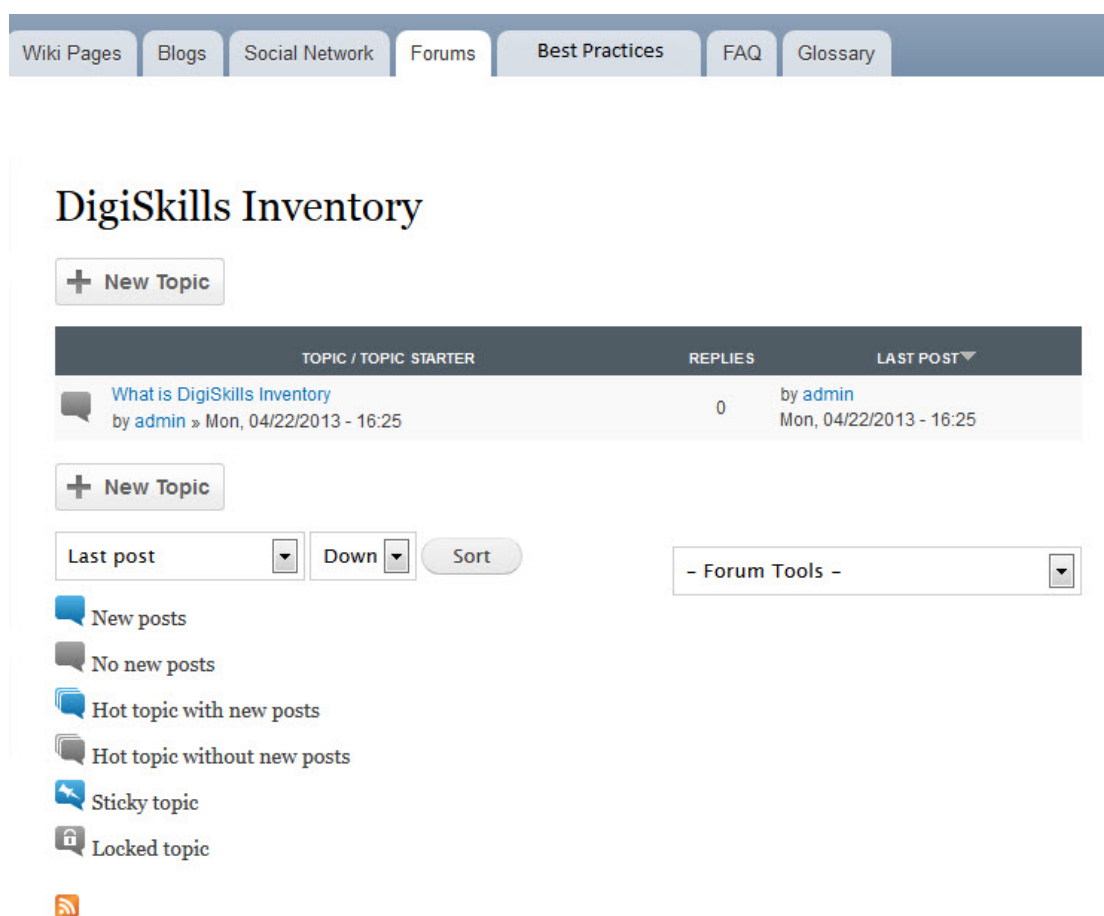 Wiki Pages Blogs Social Network Forums Best Practices FAQ Glossary
DigiSkills Inventory
New Topic
TOPIC / TOPIC STARTER REPLIES LAST POST
What is DigiSkills Inventory
by admin » Mon, 04/22/2013 - 16:25
0
by admin
Mon, 04/22/2013 - 16:25
New Topic
Last post Down Sort
– Forum Tools –
New posts
No new posts
Hot topic with new posts
Hot topic without new posts
Sticky topic
Locked topic